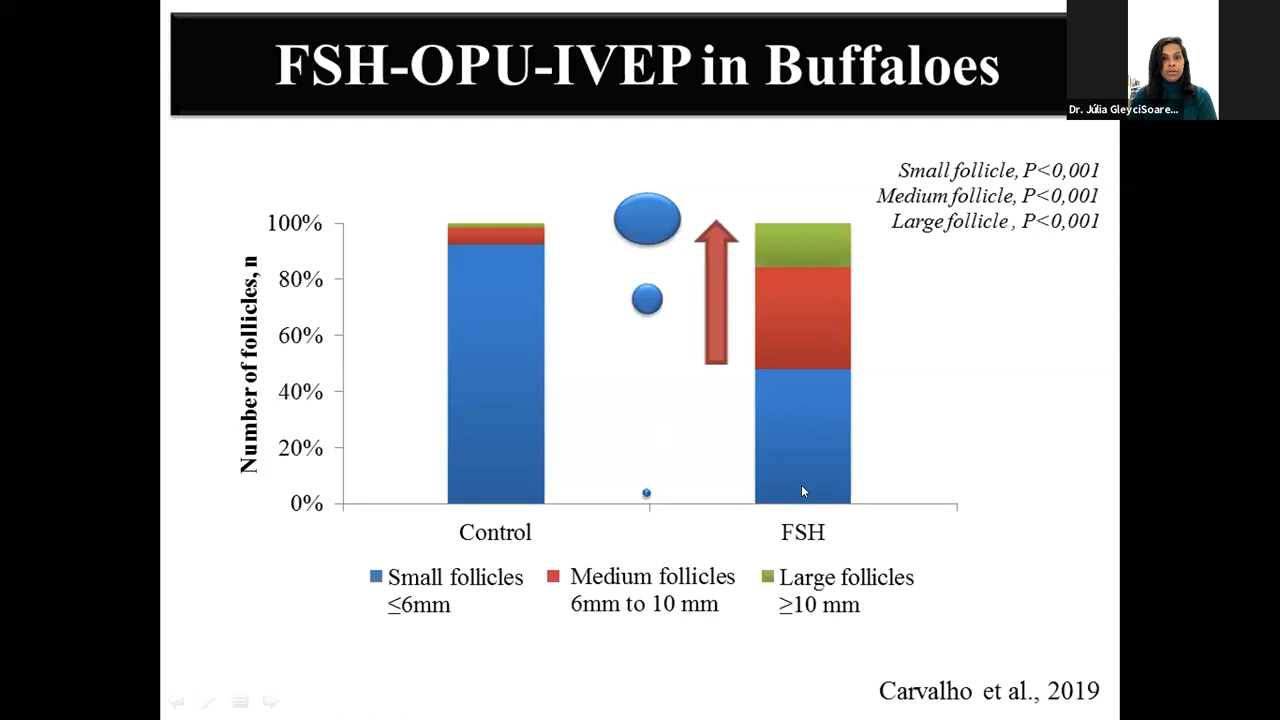 FSH-OPU-IVEP in Buffaloes
Dr. Júlia GleyciSoare...
Small follicle, P<0,001
Medium follicle, P<0,001
Large follicle , P<0,001
Number of follicles, n
100%
80%
60%
40%
20%
0%
Control
FSH
Small follicles
≤6mm
Medium follicles
6mm to 10 mm
Large follicles
≥10 mm
Carvalho et al., 2019